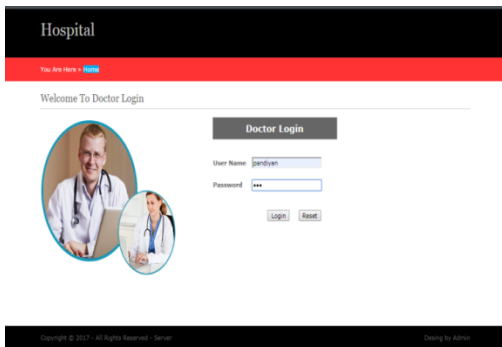 Hospital
You Are Here » Home
Welcome To Doctor Login
Doctor Login
User Name pandiyan
Password •••
Login Reset
Copyright © 2017 - All Rights Reserved - Server
Desing by Admin